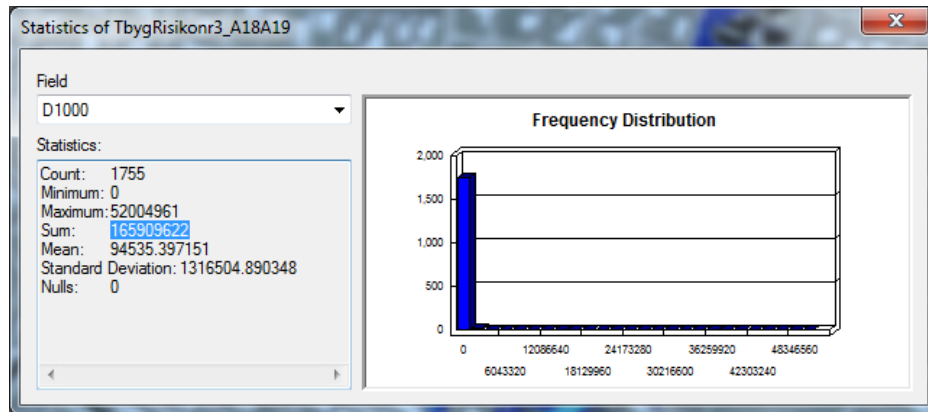 Statistics of TbygRisikonr3_A18A19
x
Field
D1000
Statistics:
Count: 1755
Minimum: 0
Maximum: 52004961
Sum: 165909622
Mean: 94535.397151
Standard Deviation: 1316504.890348
Nulls: 0
Frequency Distribution
2,000
1,500
1,000
500
0
0 12086640 24173280 36259920 48346560
6043320 18129960 30216600 42303240